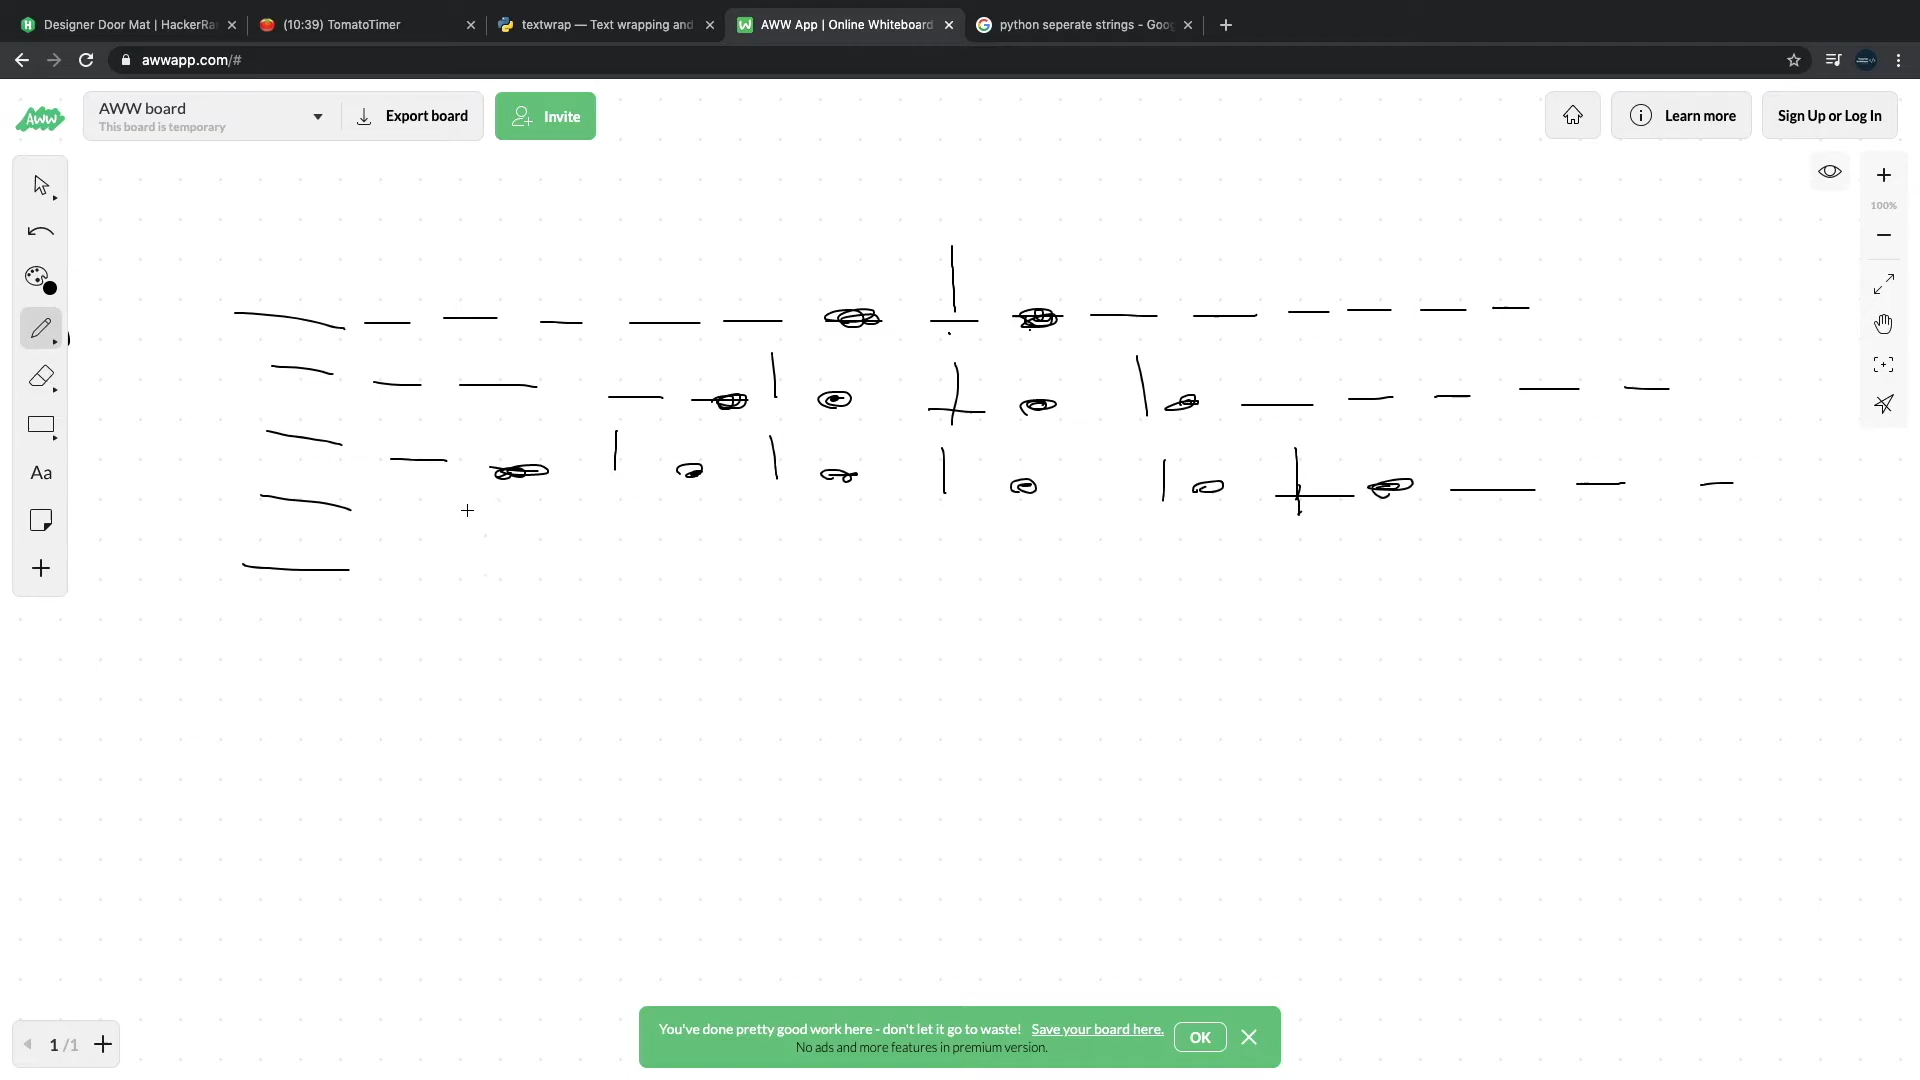 Designer Door Mat | HackerRa
(10:39) TomatoTimer
textwrap — Text wrapping and
AWW App | Online Whiteboard
python seperate strings - Goog
awwapp.com/#
AWW
AWW board
This board is temporary
Export board
Invite
Learn more
Sign Up or Log In
100%
Aa
You've done pretty good work here - don't let it go to waste! Save your board here.
No ads and more features in premium version.
OK
1 /1